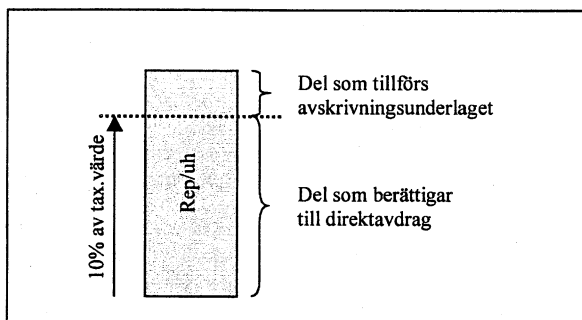 Del som tillförs
avskrivningsunderlaget
10% av tax.värde
Rep/uh
Del som berättigar
till direktavdrag